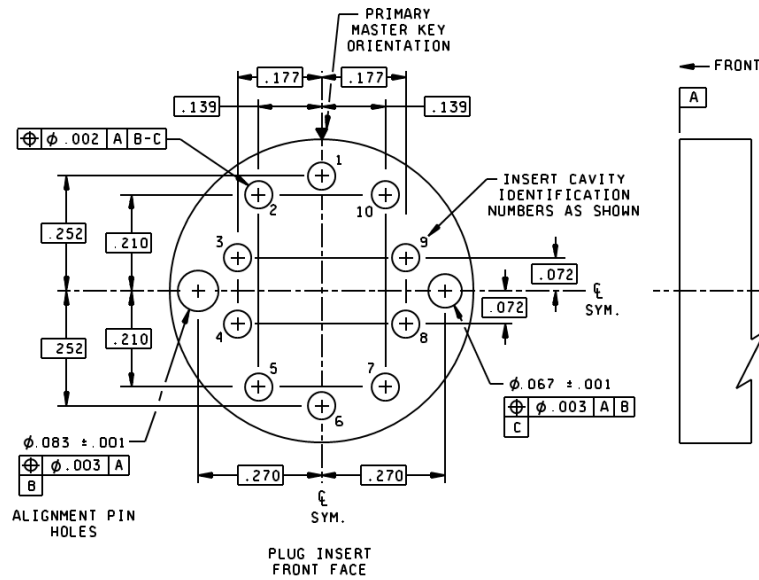 PRIMARY
MASTER KEY
ORIENTATION
.177
.177
FRONT
.139
.139
A
⌖ ⌀ .002 A B-C
1
2
10
INSERT CAVITY
IDENTIFICATION
NUMBERS AS SHOWN
.252
.210
3
9
.072
℄
SYM.
.072
.252
.210
4
8
5
7
6
⌀.067 ±.001
⌖ ⌀ .003 A B
C
⌀.083 ±.001
⌖ ⌀.003 A
B
.270
.270
ALIGNMENT PIN
HOLES
℄
SYM.
PLUG INSERT
FRONT FACE